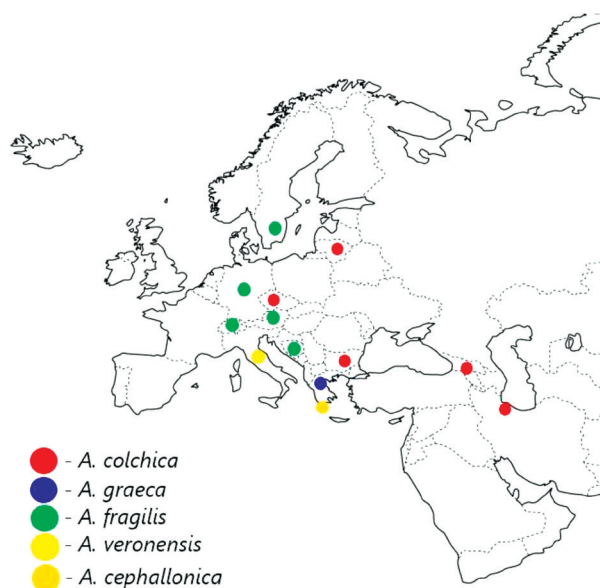 - A. colchica
- A. graeca
- A. fragilis
- A. veronensis
- A. cephallonica